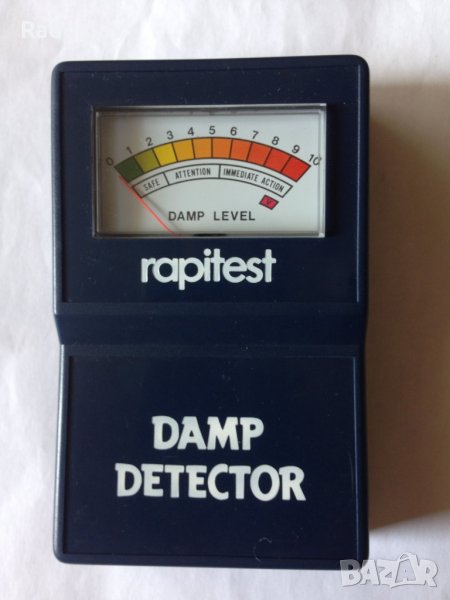 0 1 2 3 4 5 6 7 8 9 10
SAFE ATTENTION IMMEDIATE ACTION
DAMP LEVEL
rapitest
DAMP
DETECTOR
BAZAR